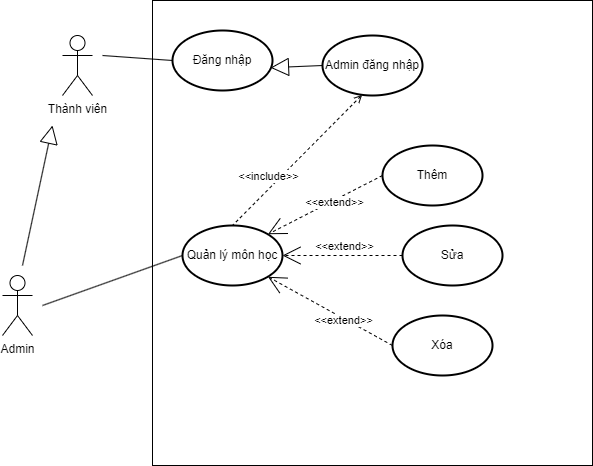 Đăng nhập
Admin đăng nhập
Thành viên
<<include>>
Thêm
<<extend>>
<<extend>>
Quản lý môn học
Sửa
<<extend>>
Xóa
Admin